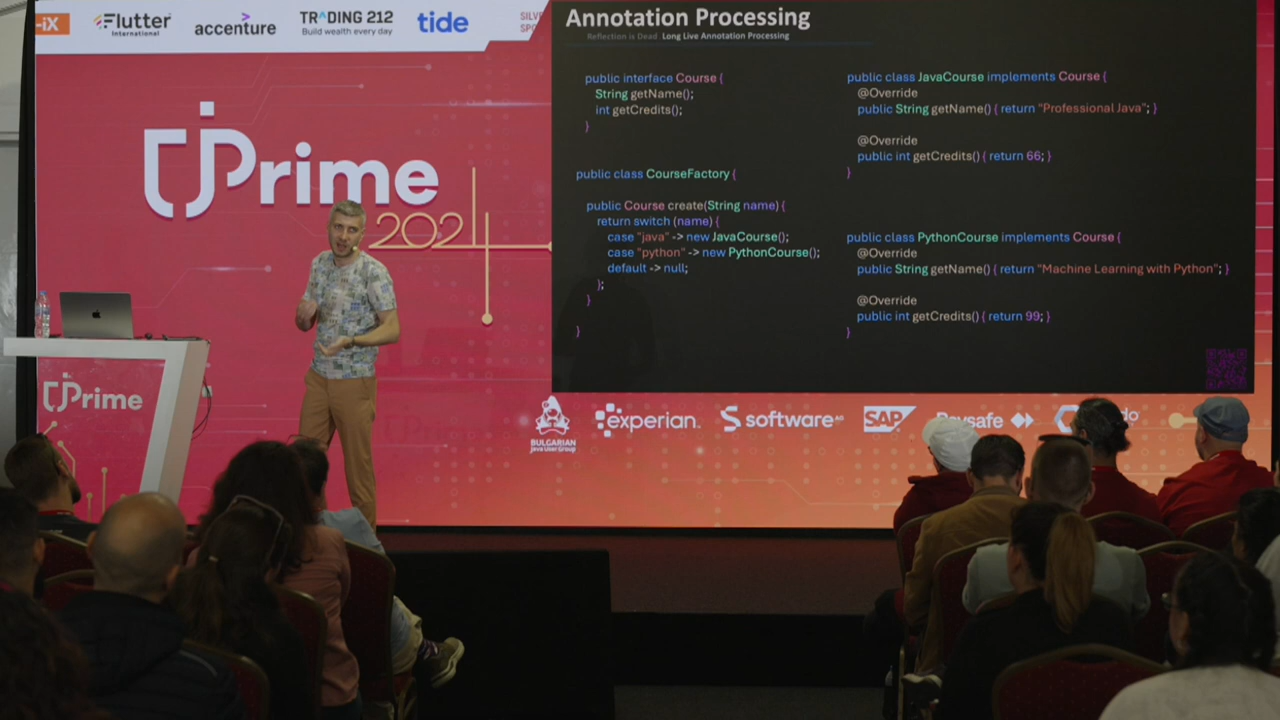 -iX
Flutter
International
accenture
TRADING 212
Build wealth every day
tide
SILVE
SPO
Annotation Processing
Reflection is Dead Long Live Annotation Processing
public interface Course {
String getName();
int getCredits();
}
public class CourseFactory {
public Course create(String name) {
return switch (name) {
case "java" -> new JavaCourse();
case "python" -> new PythonCourse();
default -> null;
};
}
}
public class JavaCourse implements Course {
@Override
public String getName() { return "Professional Java"; }
@Override
public int getCredits() { return 66; }
}
public class PythonCourse implements Course {
@Override
public String getName() { return "Machine Learning with Python"; }
@Override
public int getCredits() { return 99; }
}
jPrime
2024
jPrime
BULGARIAN
Java User Group
experian.
software AG
SAP
Paysafe